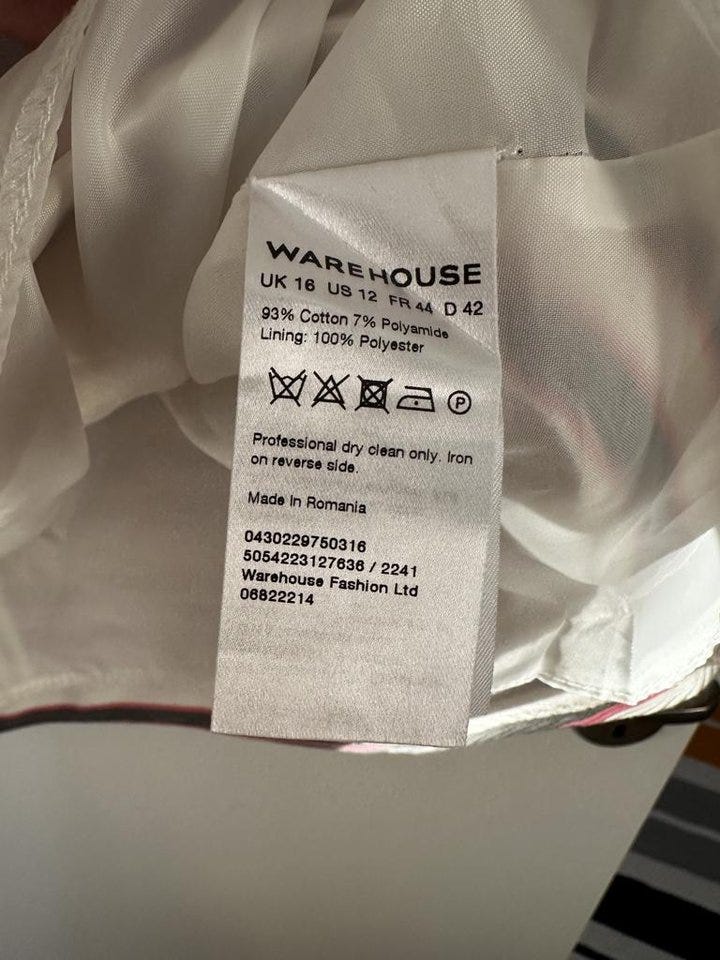 WAREHOUSE
UK 16 US 12 FR 44 D 42
93% Cotton 7% Polyamide
Lining: 100% Polyester
P
Professional dry clean only. Iron
on reverse side.
Made in Romania
0430229750316
5054223127636 / 2241
Warehouse Fashion Ltd
06822214